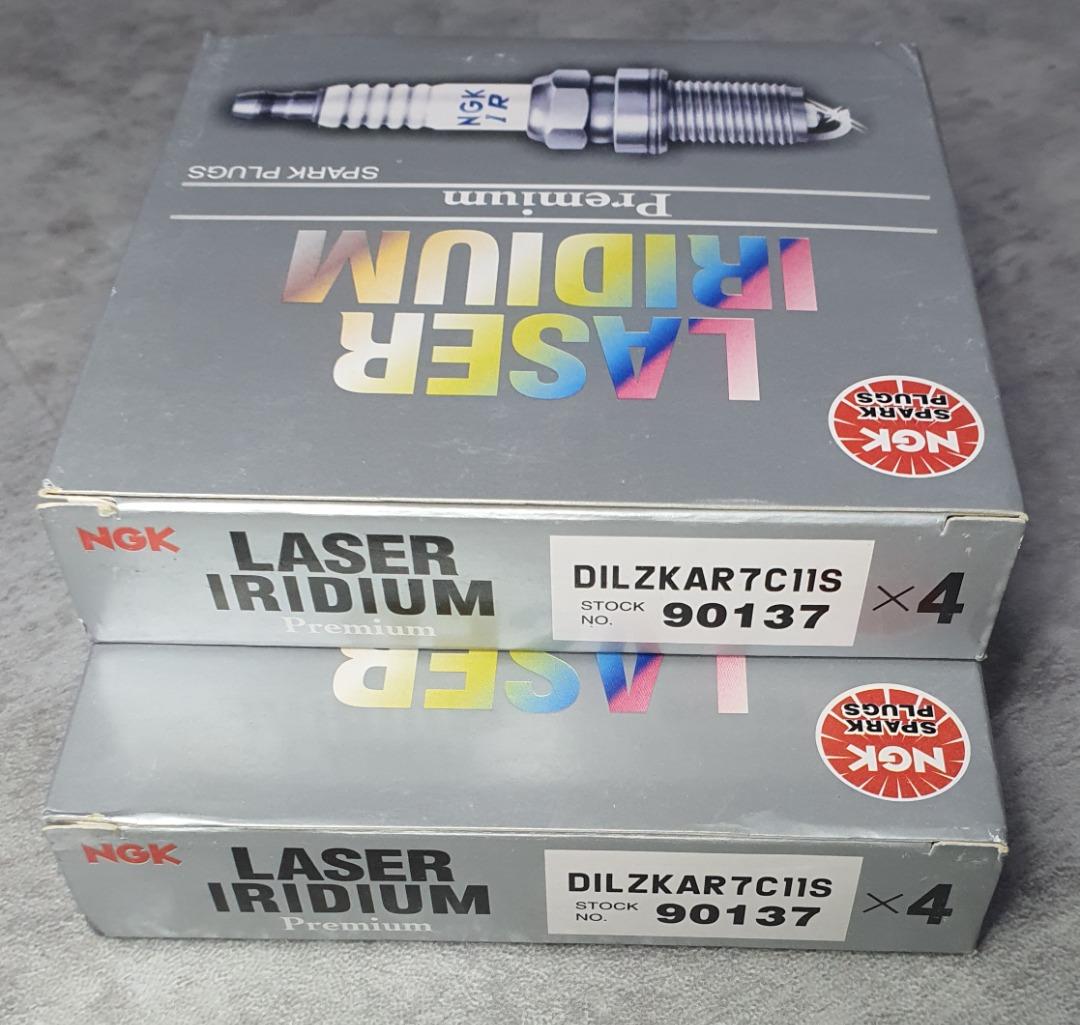 NGK
IR
SPARK PLUGS
Premium
LASER
IRIDIUM
NGK
SPARK
PLUGS
NGK
LASER
IRIDIUM
Premium
DILZKAR7C11S
STOCK
NO. 90137
×4
LASER
NGK
SPARK
PLUGS
NGK
LASER
IRIDIUM
Premium
DILZKAR7C11S
STOCK
NO. 90137
×4